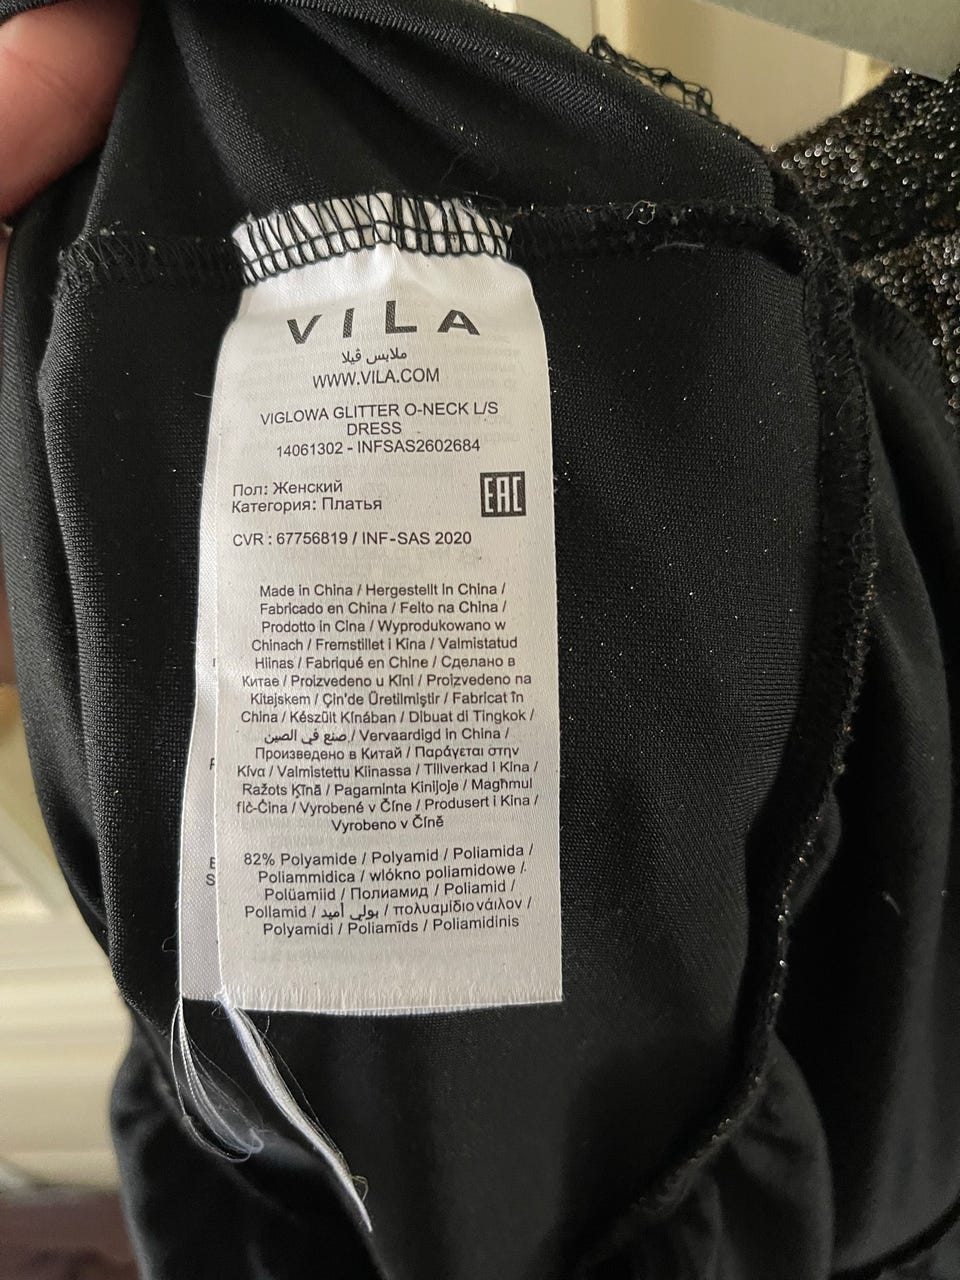 VILA
ملابس ڤيلا
WWW.VILA.COM
VIGLOWA GLITTER O-NECK L/S
DRESS
14061302 - INFSAS2602684
Пол: Женский
Категория: Платья
EAC
CVR : 67756819 / INF-SAS 2020
Made in China / Hergestellt in China /
Fabricado en China / Feito na China /
Prodotto in Cina / Wyprodukowano w
Chinach / Fremstillet i Kina / Valmistatud
Hiinas / Fabriqué en Chine / Сделано в
Китае / Proizvedeno u Kini / Proizvedeno na
Kitajskem / Çin'de Üretilmiştir / Fabricat în
China / Készült Kínában / Dibuat di Tingkok /
صنع في الصين / Vervaardigd in China /
Произведено в Китай / Παράγεται στην
Κίνα / Valmistettu Kiinassa / Tillverkad i Kina /
Ražots Ķīnā / Pagaminta Kinijoje / Magħmul
fiċ-Ċina / Vyrobené v Číne / Produsert i Kina /
Vyrobeno v Číně
82% Polyamide / Polyamid / Poliamida /
Poliammidica / włókno poliamidowe /
Polüamiid / Полиамид / Poliamid /
Poliamid / بولي أميد / πολυαμίδιο νάιλον /
Polyamidi / Poliamīds / Poliamidinis